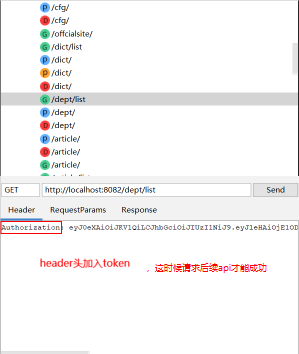 P /cfg/
D /cfg/
G /offcialsite/
G /dict/list
P /dict/
P /dict/
D /dict/
G /dept/list
P /dept/
D /dept/
P /article/
D /article/
G /article/
GET http://localhost:8082/dept/list Send
Header RequestParams Response
Authorization: eyJ0eXAiOiJKV1QiLCJhbGciOiJIUzI1NiJ9.eyJleHAiOjE1OD
header头加入token ，这时候请求后续api才能成功